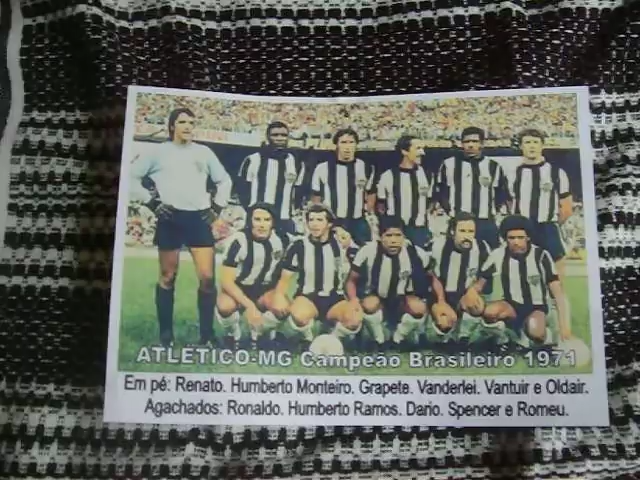 ATLÉTICO-MG Campeão Brasileiro 1971
Em pé: Renato. Humberto Monteiro. Grapete. Vanderlei. Vantuir e Oldair.
Agachados: Ronaldo. Humberto Ramos. Dario. Spencer e Romeu.